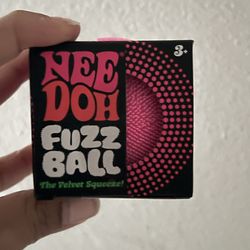 3+
NEE
DOH
FUZZ
BALL
The Velvet Squeeze!